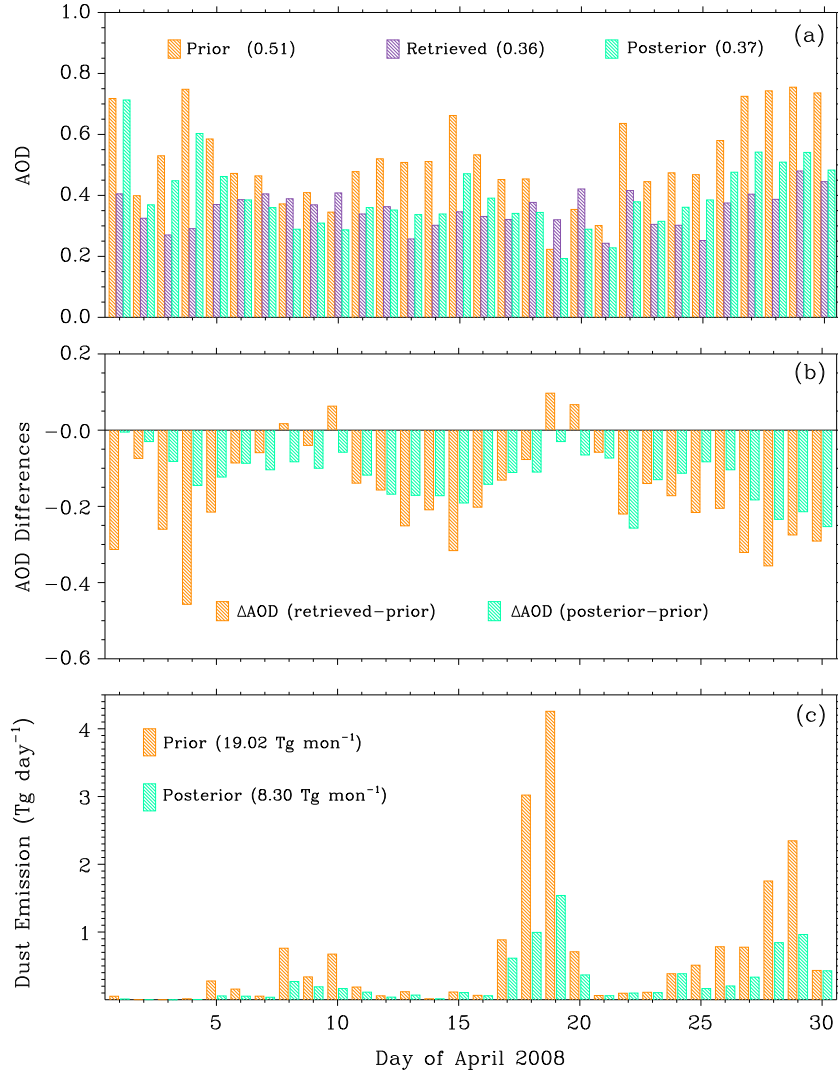 1.0
(a)
Prior (0.51)
Retrieved (0.36)
Posterior (0.37)
0.8
0.6
0.4
0.2
0.0
AOD
0.2
(b)
−0.0
−0.2
−0.4
−0.6
AOD Differences
ΔAOD (retrieved−prior)
ΔAOD (posterior−prior)
(c)
4
3
2
1
Dust Emission (Tg day⁻¹)
Prior (19.02 Tg mon⁻¹)
Posterior (8.30 Tg mon⁻¹)
5 10 15 20 25 30
Day of April 2008